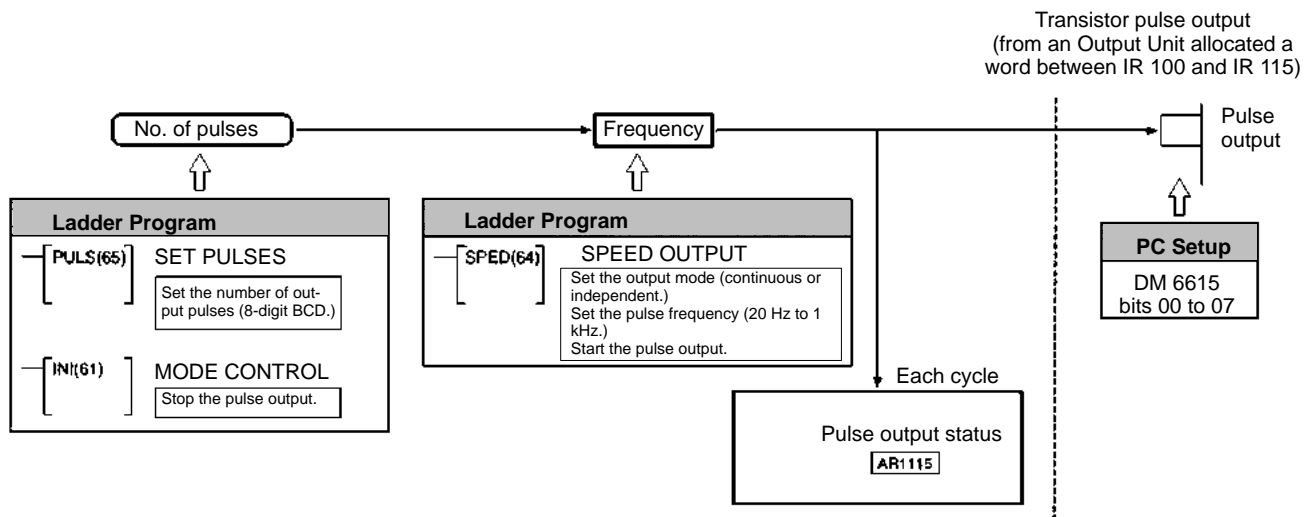 Transistor pulse output
(from an Output Unit allocated a
word between IR 100 and IR 115)
No. of pulses
Frequency
Pulse
output
Ladder Program
PULS(65)
SET PULSES
Set the number of out-
put pulses (8-digit BCD.)
INI(61)
MODE CONTROL
Stop the pulse output.
Ladder Program
SPED(64)
SPEED OUTPUT
Set the output mode (continuous or
independent.)
Set the pulse frequency (20 Hz to 1
kHz.)
Start the pulse output.
PC Setup
DM 6615
bits 00 to 07
Each cycle
Pulse output status
AR1115